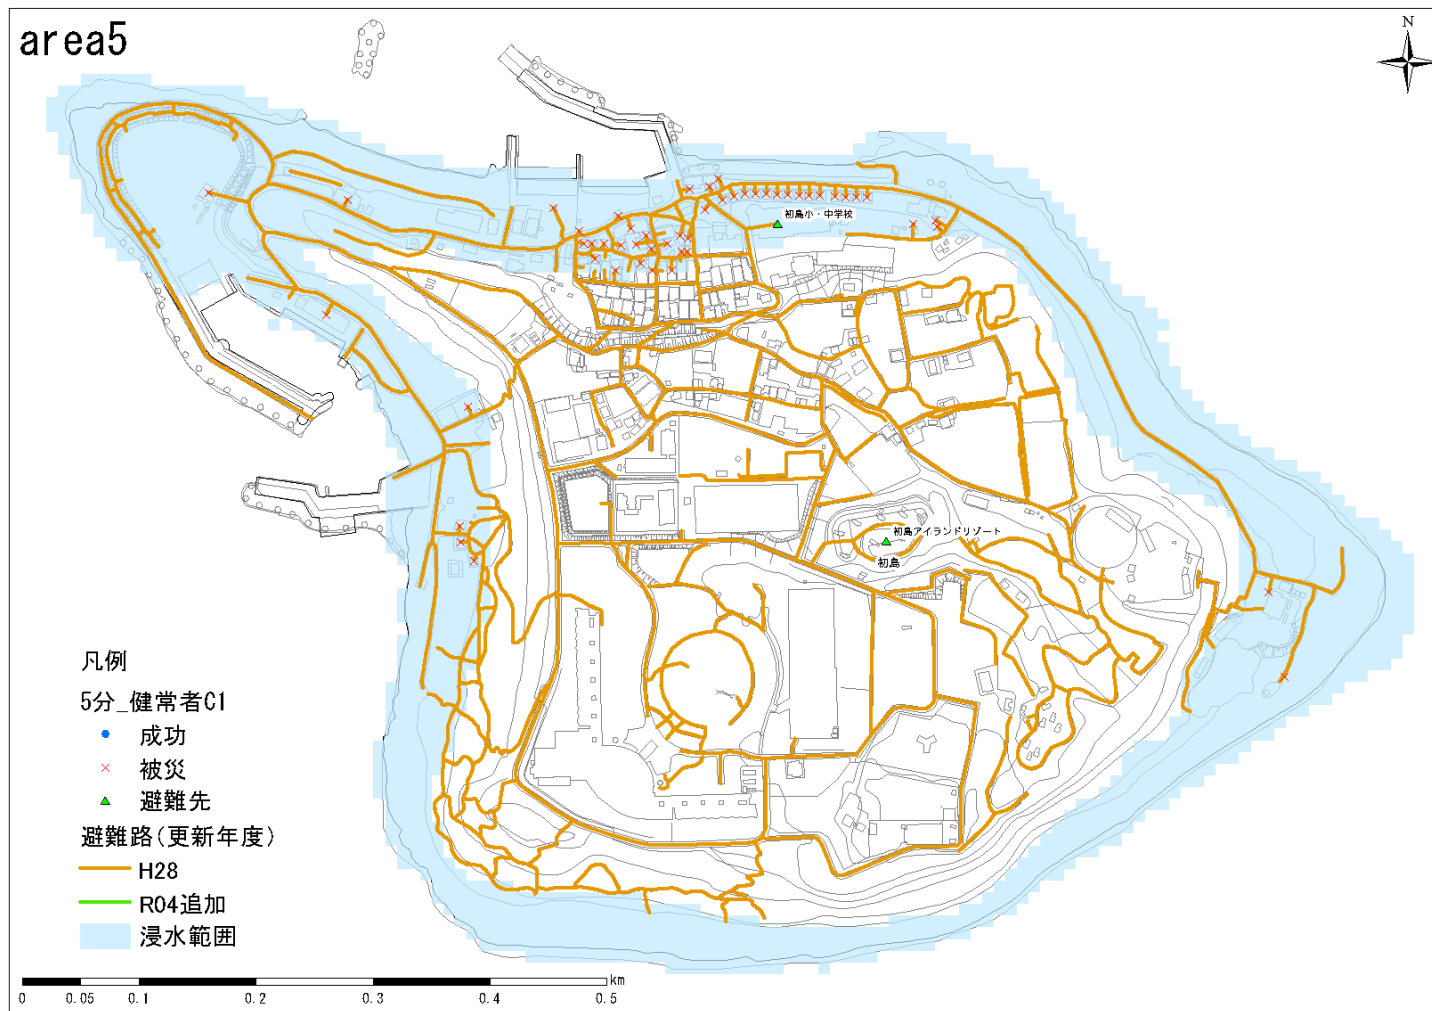 area5
N
初島小・中学校
初島アイランドリゾート
初島
凡例
5分_健常者C1
成功
被災
避難先
避難路(更新年度)
H28
R04追加
浸水範囲
km
0 0.05 0.1 0.2 0.3 0.4 0.5